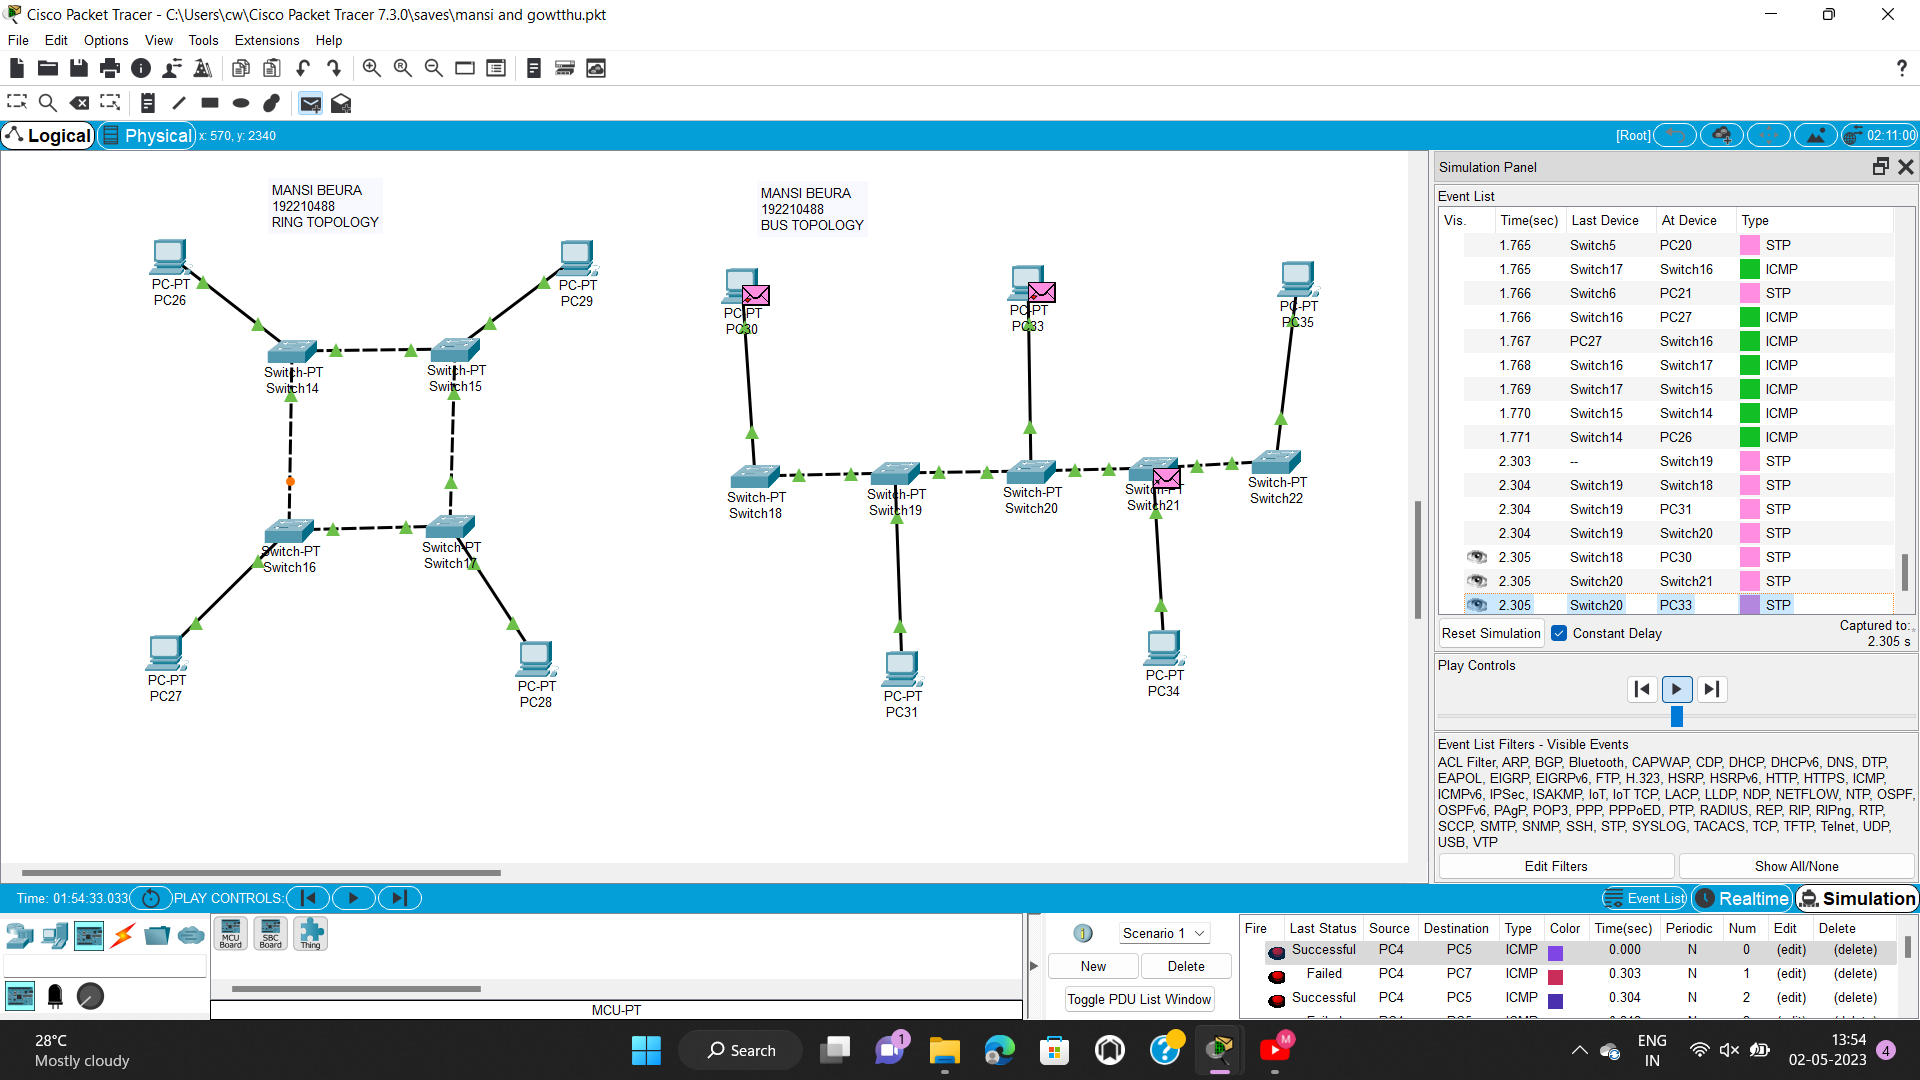 Cisco Packet Tracer - C:\Users\cw\Cisco Packet Tracer 7.3.0\saves\mansi and gowtthu.pkt
File Edit Options View Tools Extensions Help
Logical Physical x: 570, y: 2340 [Root] 02:11:00
MANSI BEURA
192210488
RING TOPOLOGY
MANSI BEURA
192210488
BUS TOPOLOGY
PC-PT
PC26
PC-PT
PC29
PC-PT
PC30
PC-PT
PC33
PC-PT
PC35
Switch-PT
Switch14
Switch-PT
Switch15
Switch-PT
Switch18
Switch-PT
Switch19
Switch-PT
Switch20
Switch-PT
Switch21
Switch-PT
Switch22
Switch-PT
Switch16
Switch-PT
Switch17
PC-PT
PC27
PC-PT
PC28
PC-PT
PC31
PC-PT
PC34
Simulation Panel
Event List
Vis. Time(sec) Last Device At Device Type
1.765 Switch5 PC20 STP
1.765 Switch17 Switch16 ICMP
1.766 Switch6 PC21 STP
1.766 Switch16 PC27 ICMP
1.767 PC27 Switch16 ICMP
1.768 Switch16 Switch17 ICMP
1.769 Switch17 Switch15 ICMP
1.770 Switch15 Switch14 ICMP
1.771 Switch14 PC26 ICMP
2.303 -- Switch19 STP
2.304 Switch19 Switch18 STP
2.304 Switch19 PC31 STP
2.304 Switch19 Switch20 STP
2.305 Switch18 PC30 STP
2.305 Switch20 Switch21 STP
2.305 Switch20 PC33 STP
Reset Simulation Constant Delay Captured to:
2.305 s
Play Controls
Event List Filters - Visible Events
ACL Filter, ARP, BGP, Bluetooth, CAPWAP, CDP, DHCP, DHCPv6, DNS, DTP,
EAPOL, EIGRP, EIGRPv6, FTP, H.323, HSRP, HSRPv6, HTTP, HTTPS, ICMP,
ICMPv6, IPSec, ISAKMP, IoT, IoT TCP, LACP, LLDP, NDP, NETFLOW, NTP, OSPF,
OSPFv6, PAgP, POP3, PPP, PPPoED, PTP, RADIUS, REP, RIP, RIPng, RTP,
SCCP, SMTP, SNMP, SSH, STP, SYSLOG, TACACS, TCP, TFTP, Telnet, UDP,
USB, VTP
Edit Filters Show All/None
Time: 01:54:33.033 PLAY CONTROLS: Event List Realtime Simulation
MCU
Board
SBC
Board
Thing
MCU-PT
1 Scenario 1
New Delete
Toggle PDU List Window
Fire Last Status Source Destination Type Color Time(sec) Periodic Num Edit Delete
Successful PC4 PC5 ICMP 0.000 N 0 (edit) (delete)
Failed PC4 PC7 ICMP 0.303 N 1 (edit) (delete)
Successful PC4 PC5 ICMP 0.304 N 2 (edit) (delete)
28°C
Mostly cloudy
Search
1
M
ENG
IN
13:54
02-05-2023
4